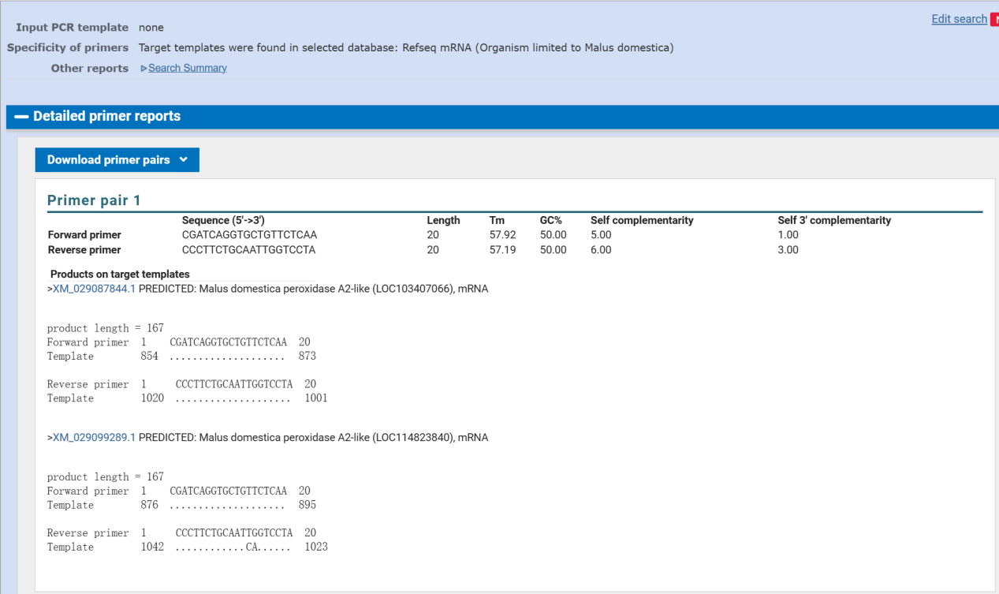 Edit search
Input PCR template none
Specificity of primers Target templates were found in selected database: Refseq mRNA (Organism limited to Malus domestica)
Other reports Search Summary
Detailed primer reports
Download primer pairs
Primer pair 1
Sequence (5'->3') Length Tm GC% Self complementarity Self 3' complementarity
Forward primer CGATCAGGTGCTGTTCTCAA 20 57.92 50.00 5.00 1.00
Reverse primer CCCTTCTGCAATTGGTCCTA 20 57.19 50.00 6.00 3.00
Products on target templates
>XM_029087844.1 PREDICTED: Malus domestica peroxidase A2-like (LOC103407066), mRNA
product length = 167
Forward primer 1 CGATCAGGTGCTGTTCTCAA 20
Template 854 .................... 873
Reverse primer 1 CCCTTCTGCAATTGGTCCTA 20
Template 1020 .................... 1001
>XM_029099289.1 PREDICTED: Malus domestica peroxidase A2-like (LOC114823840), mRNA
product length = 167
Forward primer 1 CGATCAGGTGCTGTTCTCAA 20
Template 876 .................... 895
Reverse primer 1 CCCTTCTGCAATTGGTCCTA 20
Template 1042 ............CA...... 1023